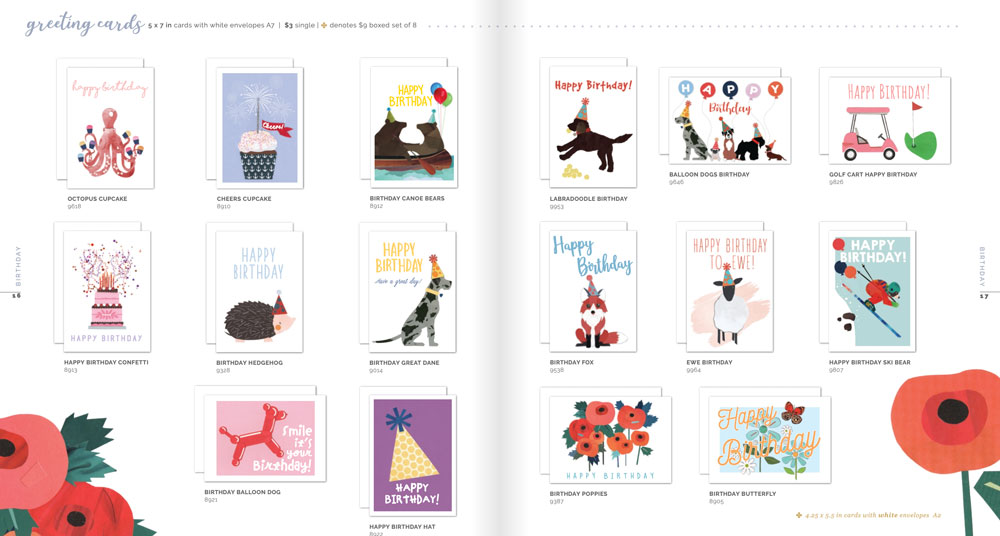 greeting cards 5 x 7 in cards with white envelopes A7 | $3 single | ✤ denotes $9 boxed set of 8
happy birthday
OCTOPUS CUPCAKE
9618
Cheers!
CHEERS CUPCAKE
8910
HAPPY
BIRTHDAY
BIRTHDAY CANOE BEARS
8912
Happy Birthday!
LABRADOODLE BIRTHDAY
9953
HAPPY
Birthday
BALLOON DOGS BIRTHDAY
9646
HAPPY BIRTHDAY!
GOLF CART HAPPY BIRTHDAY
9826
BIRTHDAY
16
HAPPY BIRTHDAY
HAPPY BIRTHDAY CONFETTI
8913
HAPPY
BIRTHDAY
BIRTHDAY HEDGEHOG
9328
HAPPY
BIRTHDAY
Have a great day!
BIRTHDAY GREAT DANE
9014
Happy
Birthday
BIRTHDAY FOX
9538
HAPPY BIRTHDAY
TO EWE!
EWE BIRTHDAY
9964
HAPPY
BIRTHDAY!
HAPPY BIRTHDAY SKI BEAR
9607
BIRTHDAY
17
Smile
it's
your
Birthday!
BIRTHDAY BALLOON DOG
8921
HAPPY
BIRTHDAY!
HAPPY BIRTHDAY HAT
8922
HAPPY BIRTHDAY
BIRTHDAY POPPIES
9387
Happy
Birthday
BIRTHDAY BUTTERFLY
8905
✤ 4.25 x 5.5 in cards with white envelopes A2